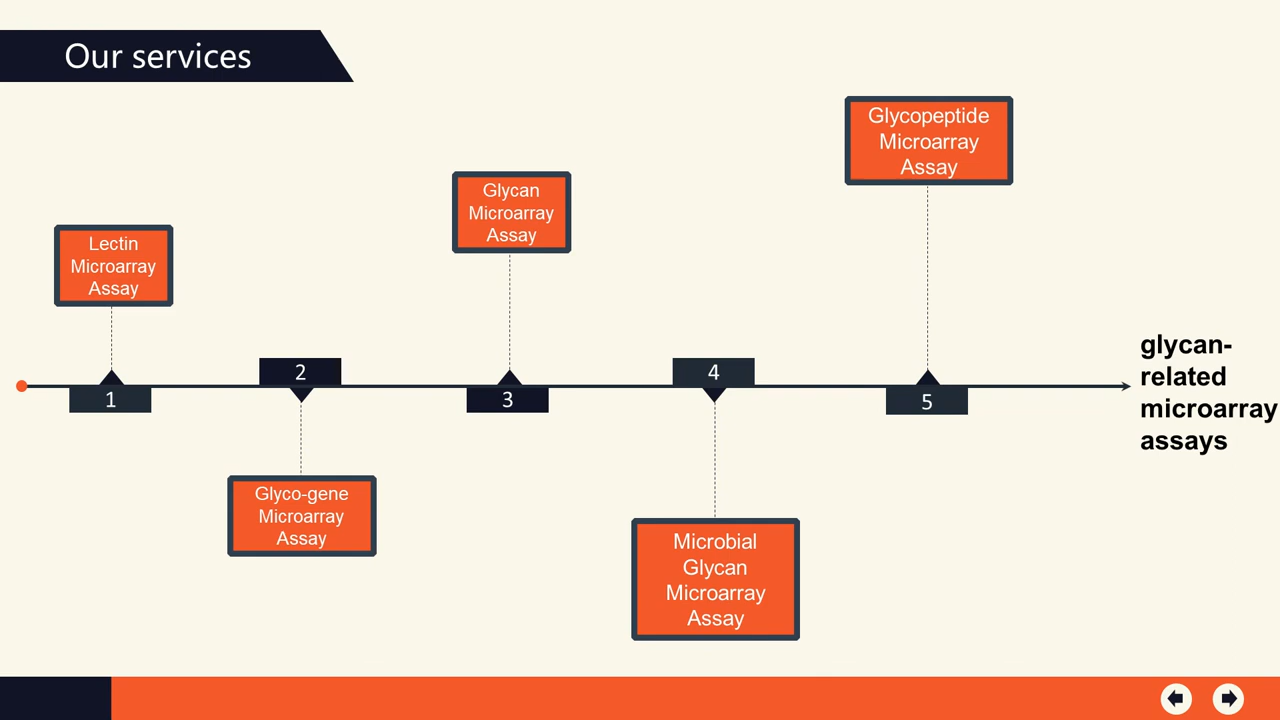 Our services
Glycopeptide
Microarray
Assay
Glycan
Microarray
Assay
Lectin
Microarray
Assay
glycan-
related
microarray
assays
2
4
1
3
5
Glyco-gene
Microarray
Assay
Microbial
Glycan
Microarray
Assay